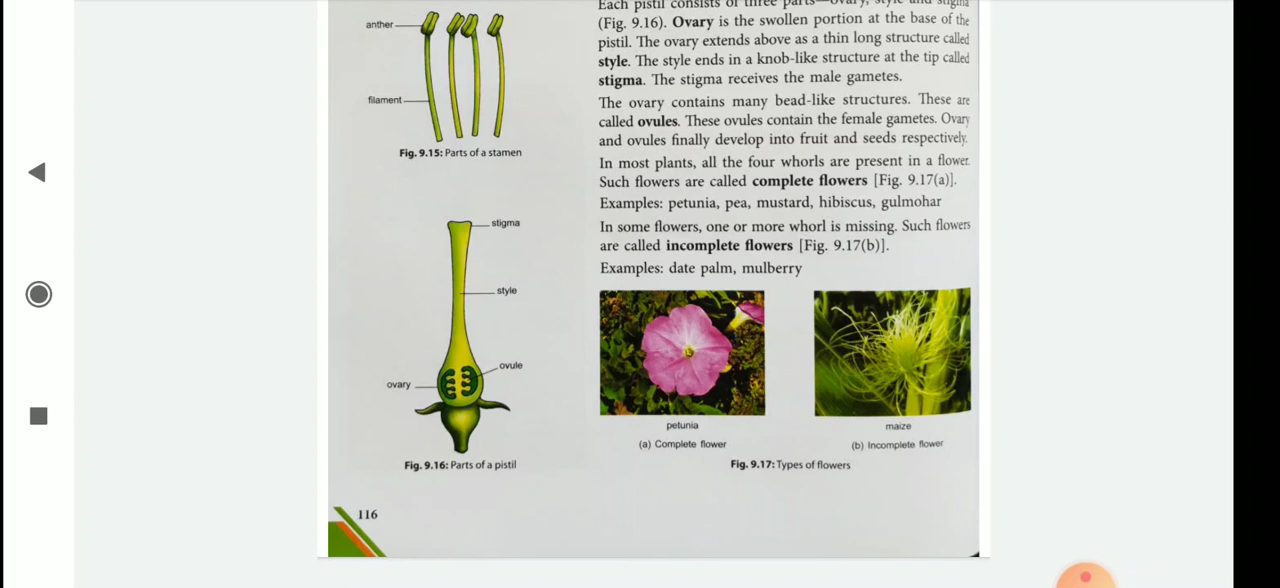 anther
filament
Fig. 9.15: Parts of a stamen
stigma
style
ovule
ovary
Fig. 9.16: Parts of a pistil
116
Each pistil consists of three parts—ovary, style and stigma
(Fig. 9.16). Ovary is the swollen portion at the base of the
pistil. The ovary extends above as a thin long structure called
style. The style ends in a knob-like structure at the tip called
stigma. The stigma receives the male gametes.
The ovary contains many bead-like structures. These are
called ovules. These ovules contain the female gametes. Ovary
and ovules finally develop into fruit and seeds respectively.
In most plants, all the four whorls are present in a flower.
Such flowers are called complete flowers [Fig. 9.17(a)].
Examples: petunia, pea, mustard, hibiscus, gulmohar
In some flowers, one or more whorl is missing. Such flowers
are called incomplete flowers [Fig. 9.17(b)].
Examples: date palm, mulberry
petunia
(a) Complete flower
maize
(b) Incomplete flower
Fig. 9.17: Types of flowers